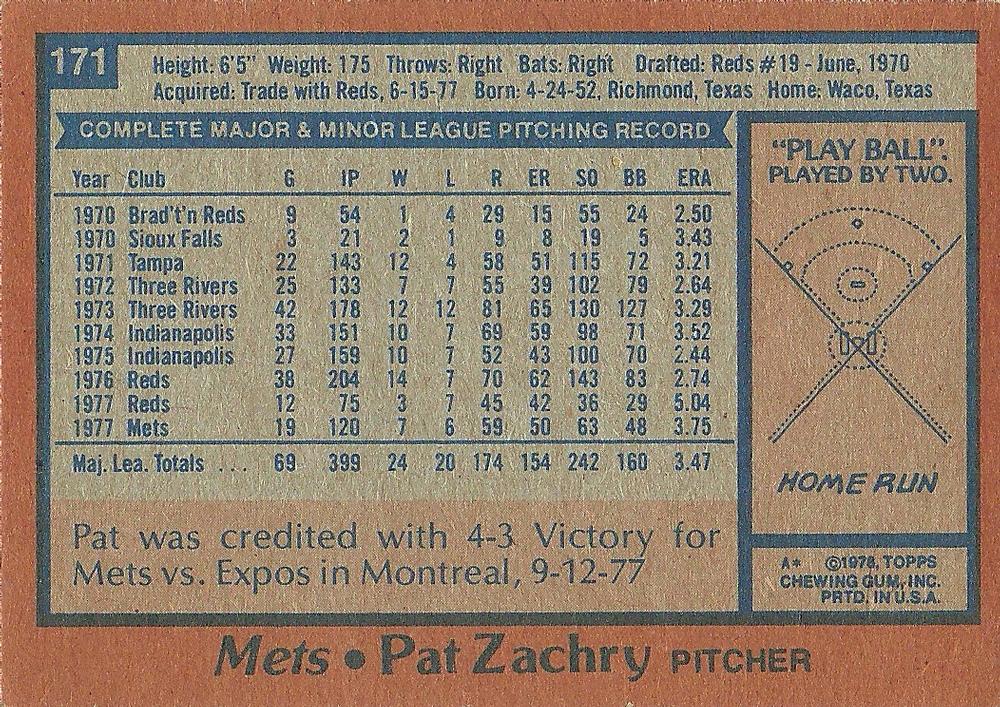 171
Height: 6'5" Weight: 175 Throws: Right Bats: Right Drafted: Reds #19 - June, 1970
Acquired: Trade with Reds, 6-15-77 Born: 4-24-52, Richmond, Texas Home: Waco, Texas
COMPLETE MAJOR & MINOR LEAGUE PITCHING RECORD
Year Club G IP W L R ER SO BB ERA
1970 Brad't'n Reds 9 54 1 4 29 15 55 24 2.50
1970 Sioux Falls 3 21 2 1 9 8 19 5 3.43
1971 Tampa 22 143 12 4 58 51 115 72 3.21
1972 Three Rivers 25 133 7 7 55 39 102 79 2.64
1973 Three Rivers 42 178 12 12 81 65 130 127 3.29
1974 Indianapolis 33 151 10 7 69 59 98 71 3.52
1975 Indianapolis 27 159 10 7 52 43 100 70 2.44
1976 Reds 38 204 14 7 70 62 143 83 2.74
1977 Reds 12 75 3 7 45 42 36 29 5.04
1977 Mets 19 120 7 6 59 50 63 48 3.75
Maj. Lea. Totals ... 69 399 24 20 174 154 242 160 3.47
Pat was credited with 4-3 Victory for
Mets vs. Expos in Montreal, 9-12-77
"PLAY BALL".
PLAYED BY TWO.
HOME RUN
A* ©1978, TOPPS
CHEWING GUM, INC.
PRTD. IN U.S.A.
Mets • Pat Zachry PITCHER